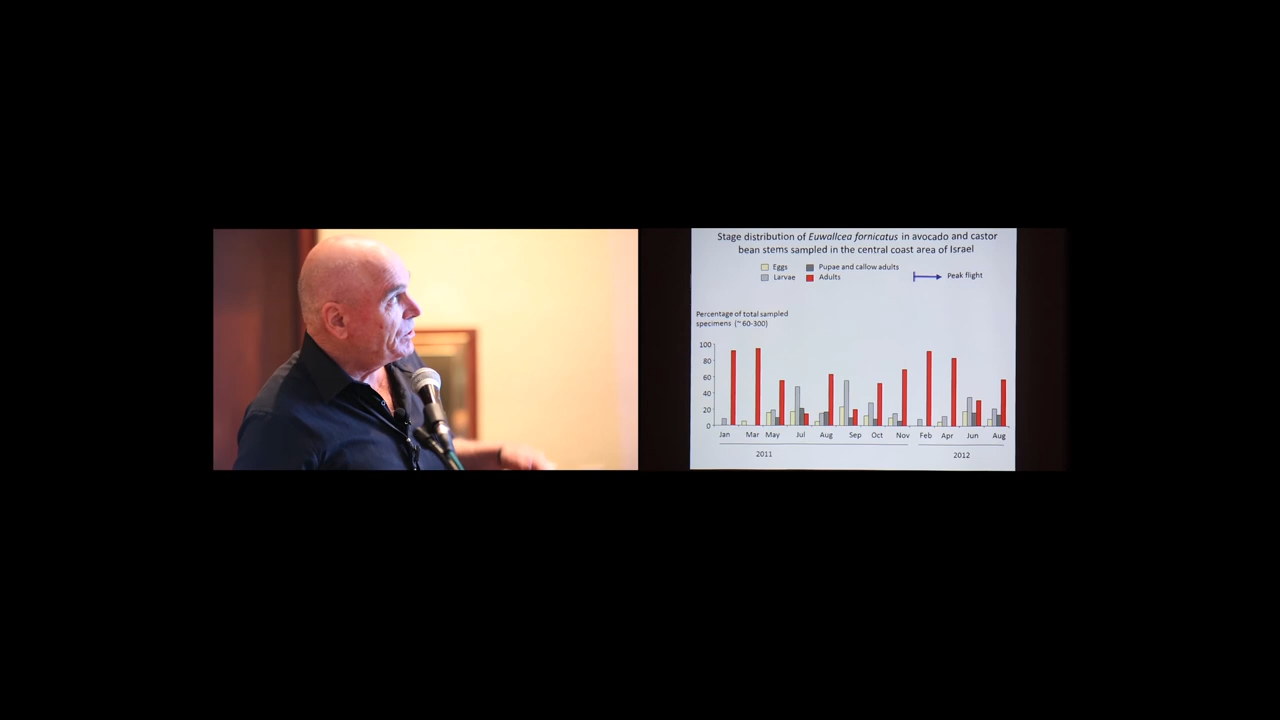 Stage distribution of Euwallcea fornicatus in avocado and castor
bean stems sampled in the central coast area of Israel
Eggs
Pupae and callow adults
Larvae
Adults
Peak flight
Percentage of total sampled
specimens (~ 60-300)
100
80
60
40
20
0
Jan Mar May Jul Aug Sep Oct Nov Feb Apr Jun Aug
2011 2012